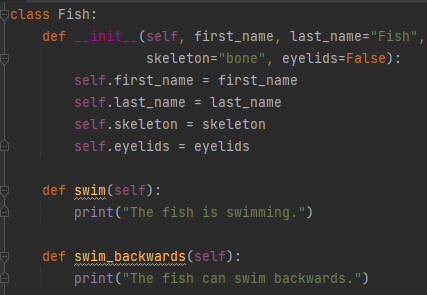 class Fish:
    def __init__(self, first_name, last_name="Fish",
                 skeleton="bone", eyelids=False):
        self.first_name = first_name
        self.last_name = last_name
        self.skeleton = skeleton
        self.eyelids = eyelids

    def swim(self):
        print("The fish is swimming.")

    def swim_backwards(self):
        print("The fish can swim backwards.")